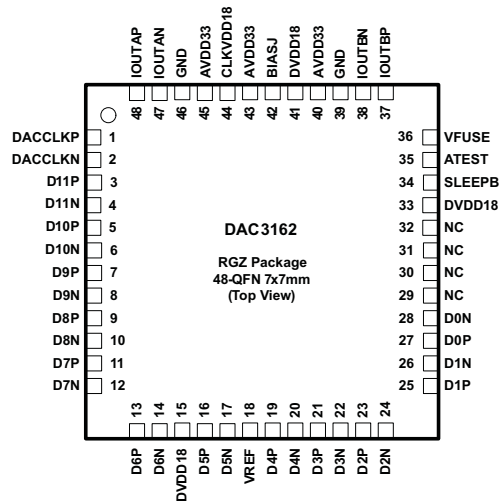 IOUTAP
IOUTAN
GND
AVDD33
CLKVDD18
AVDD33
BIASJ
DVDD18
AVDD33
GND
IOUTBN
IOUTBP
48 47 46 45 44 43 42 41 40 39 38 37
DACCLKP 1
DACCLKN 2
D11P 3
D11N 4
D10P 5
D10N 6
D9P 7
D9N 8
D8P 9
D8N 10
D7P 11
D7N 12
DAC3162
RGZ Package
48-QFN 7x7mm
(Top View)
36 VFUSE
35 ATEST
34 SLEEPB
33 DVDD18
32 NC
31 NC
30 NC
29 NC
28 D0N
27 D0P
26 D1N
25 D1P
13 14 15 16 17 18 19 20 21 22 23 24
D6P
D6N
DVDD18
D5P
D5N
VREF
D4P
D4N
D3P
D3N
D2P
D2N